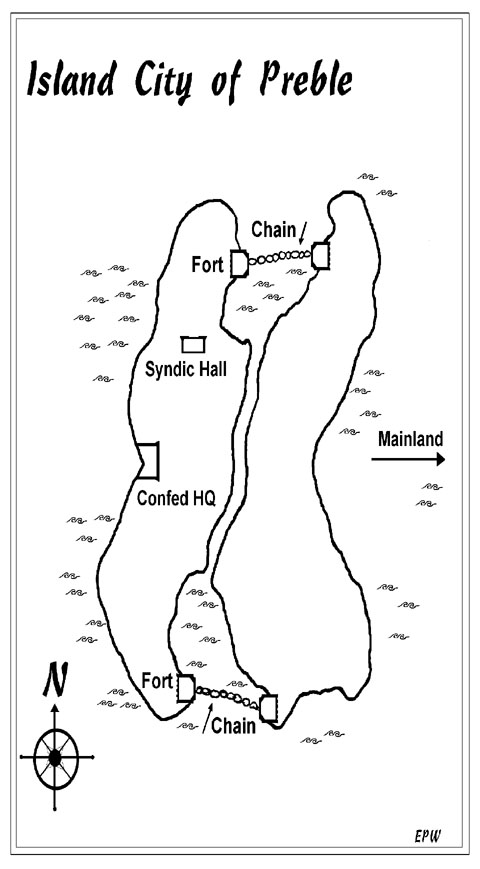 Island City of Preble
Chain
Fort
Syndic Hall
Mainland
Confed HQ
Fort
Chain
N
EPW